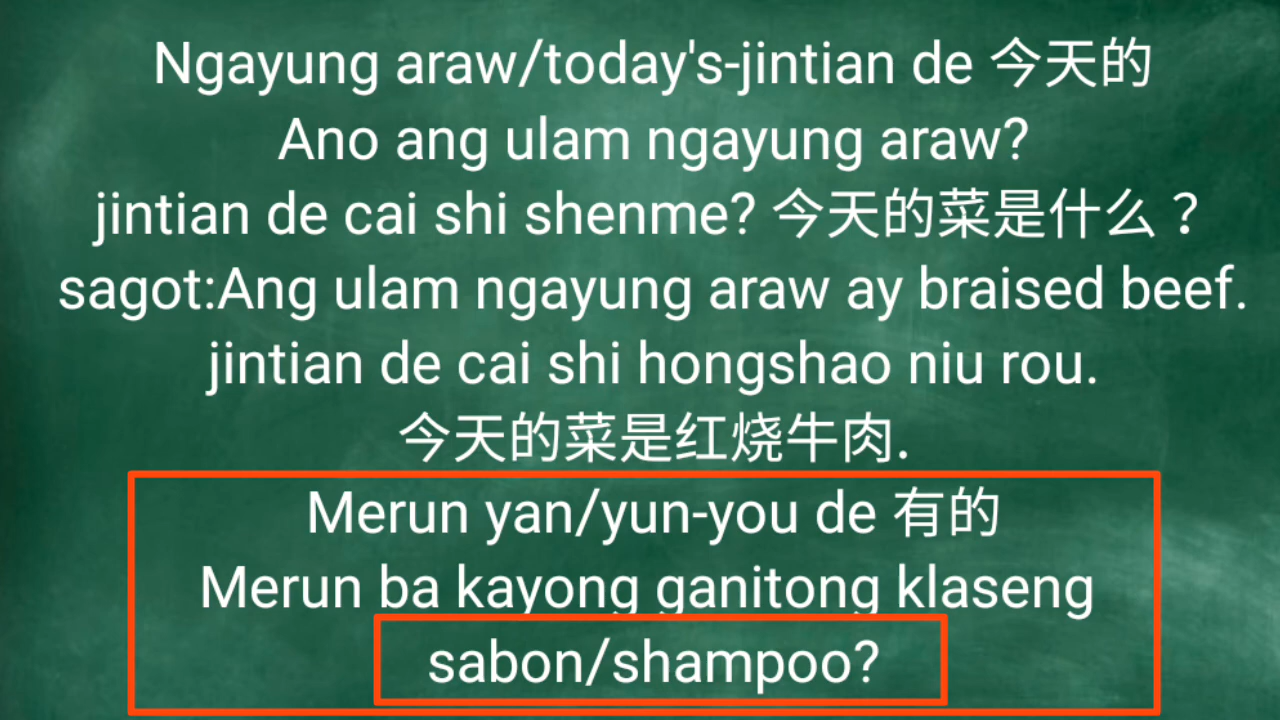 Ngayung araw/today's-jintian de 今天的
Ano ang ulam ngayung araw?
jintian de cai shi shenme? 今天的菜是什么？
sagot:Ang ulam ngayung araw ay braised beef.
jintian de cai shi hongshao niu rou.
今天的菜是红烧牛肉.
Merun yan/yun-you de 有的
Merun ba kayong ganitong klaseng
sabon/shampoo?